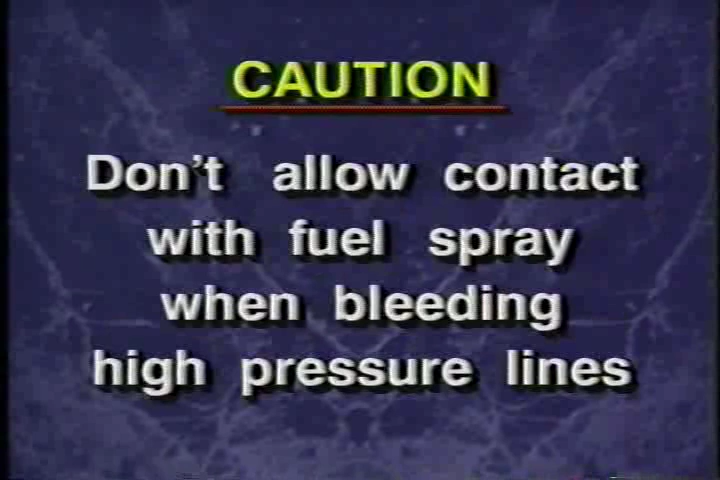 CAUTION
Don't allow contact
with fuel spray
when bleeding
high pressure lines